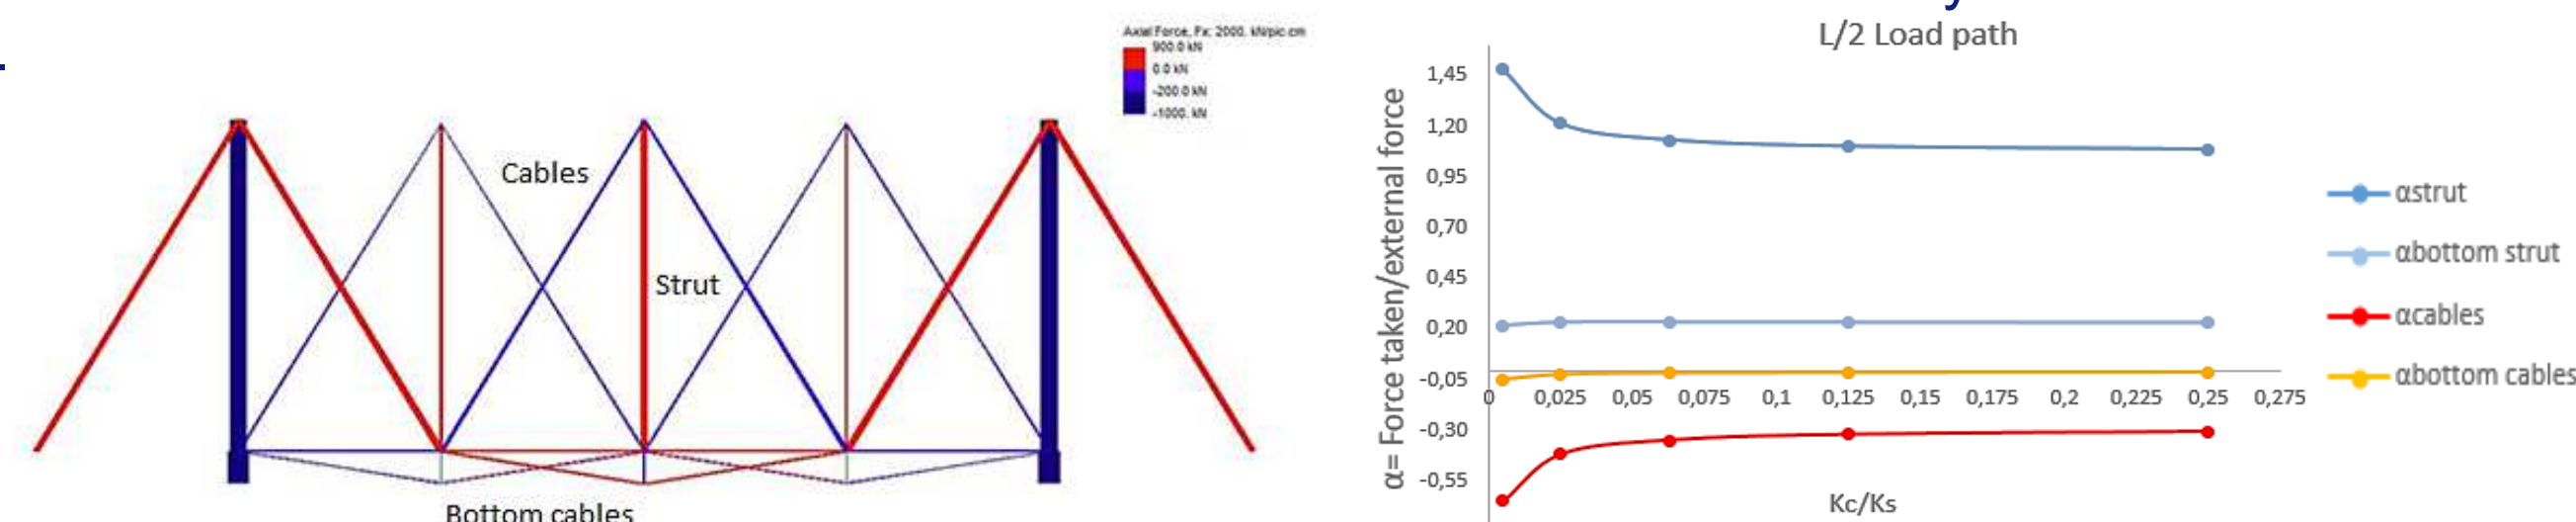 Axial Force, Fx: 2000. kN/pic.cm
900.0 kN
0.0 kN
-200.0 kN
-1000. kN
Cables
Strut
Bottom cables
L/2 Load path
α= Force taken/external force
1,45
1,20
0,95
0,70
0,45
0,20
-0,05
-0,30
-0,55
0 0,025 0,05 0,075 0,1 0,125 0,15 0,175 0,2 0,225 0,25 0,275
Kc/Ks
αstrut
αbottom strut
αcables
αbottom cables